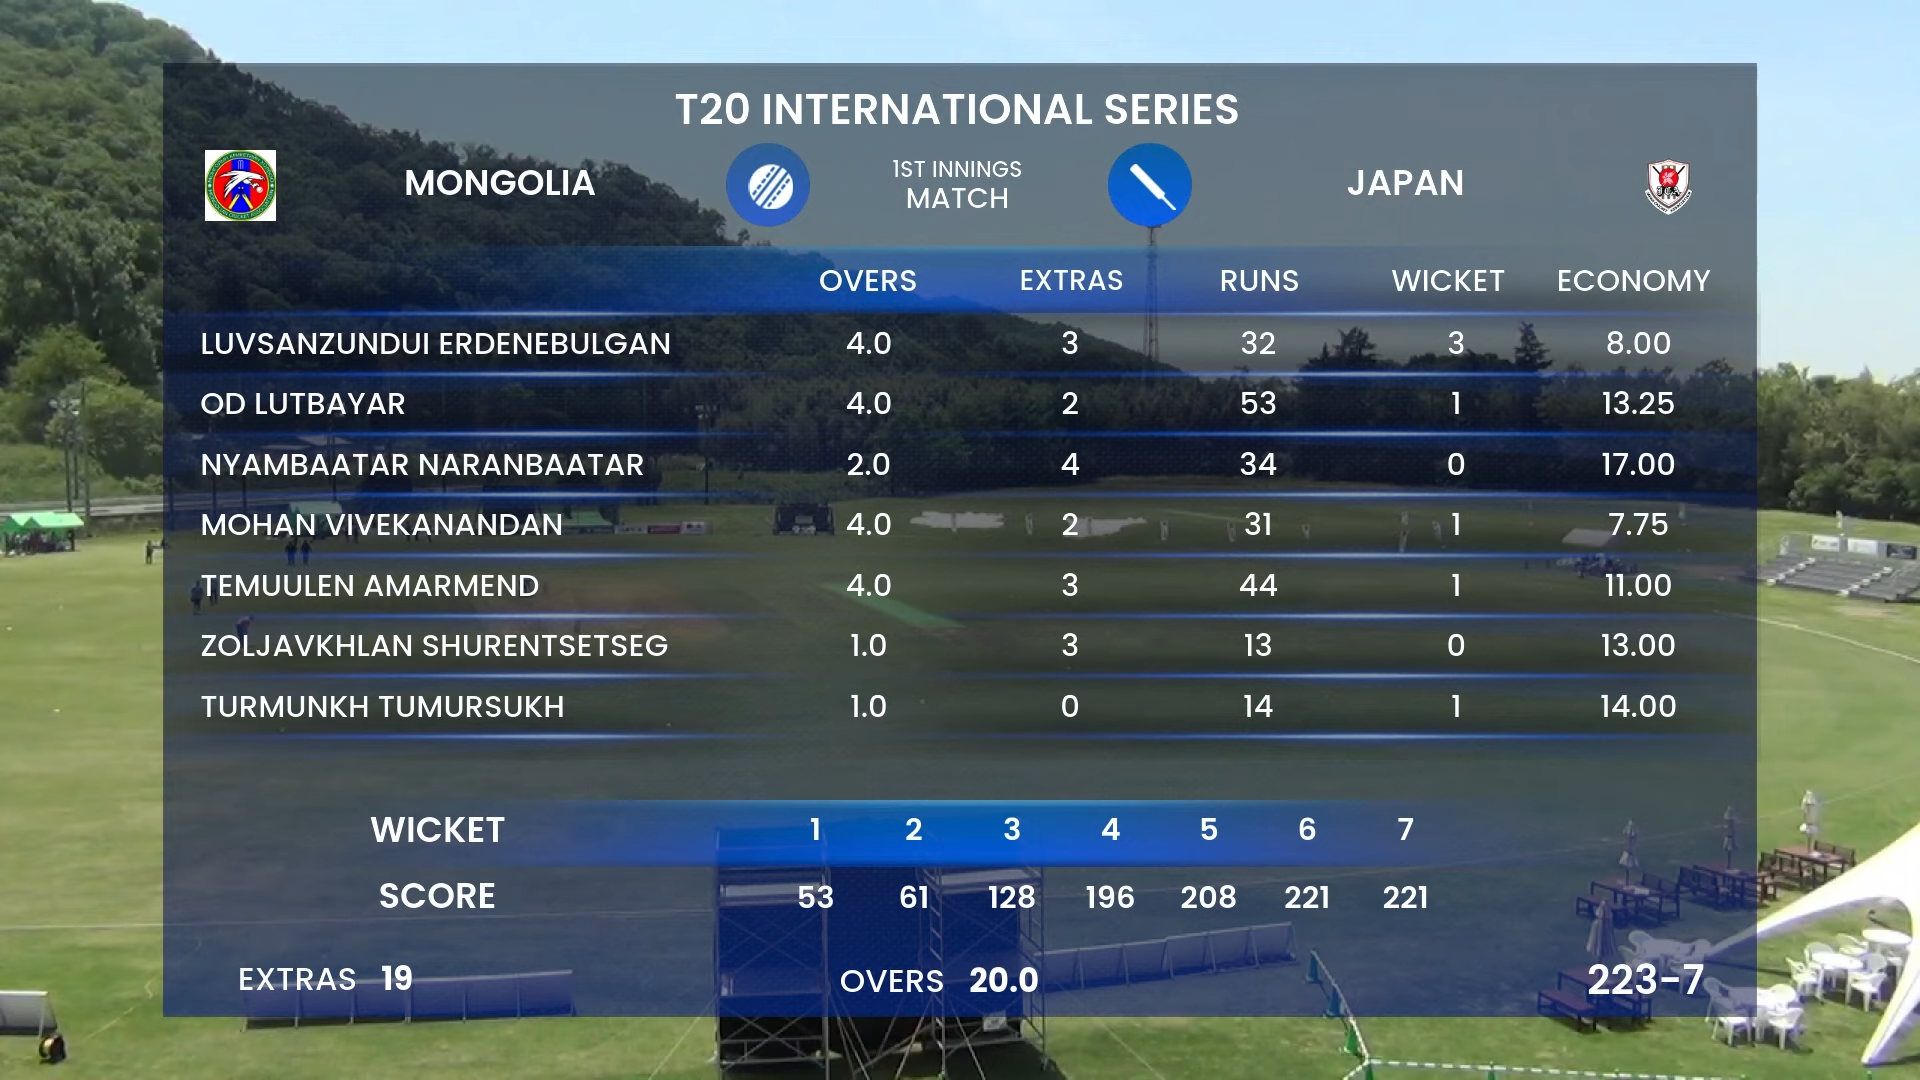 T20 INTERNATIONAL SERIES
MONGOLIA 1ST INNINGS MATCH JAPAN
OVERS EXTRAS RUNS WICKET ECONOMY
LUVSANZUNDUI ERDENEBULGAN 4.0 3 32 3 8.00
OD LUTBAYAR 4.0 2 53 1 13.25
NYAMBAATAR NARANBAATAR 2.0 4 34 0 17.00
MOHAN VIVEKANANDAN 4.0 2 31 1 7.75
TEMUULEN AMARMEND 4.0 3 44 1 11.00
ZOLJAVKHLAN SHURENTSETSEG 1.0 3 13 0 13.00
TURMUNKH TUMURSUKH 1.0 0 14 1 14.00
WICKET 1 2 3 4 5 6 7
SCORE 53 61 128 196 208 221 221
EXTRAS 19 OVERS 20.0 223-7